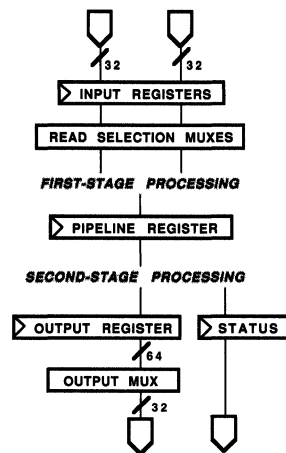 32 32
INPUT REGISTERS
READ SELECTION MUXES
FIRST-STAGE PROCESSING
PIPELINE REGISTER
SECOND-STAGE PROCESSING
OUTPUT REGISTER STATUS
64
OUTPUT MUX
32